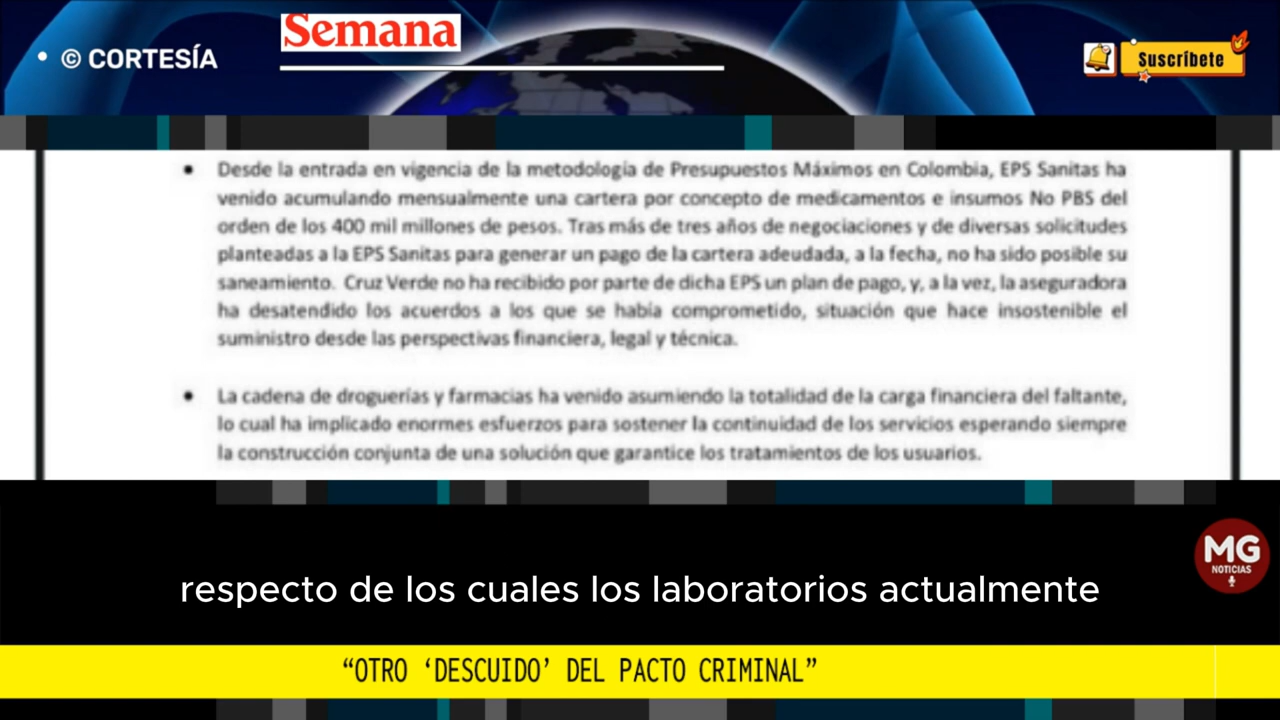 © CORTESÍA
Semana
Suscríbete
• Desde la entrada en vigencia de la metodología de Presupuestos Máximos en Colombia, EPS Sanitas ha
venido acumulando mensualmente una cartera por concepto de medicamentos e insumos No PBS del
orden de los 400 mil millones de pesos. Tras más de tres años de negociaciones y de diversas solicitudes
planteadas a la EPS Sanitas para generar un pago de la cartera adeudada, a la fecha, no ha sido posible su
saneamiento. Cruz Verde no ha recibido por parte de dicha EPS un plan de pago, y, a la vez, la aseguradora
ha desatendido los acuerdos a los que se había comprometido, situación que hace insostenible el
suministro desde las perspectivas financiera, legal y técnica.
• La cadena de droguerías y farmacias ha venido asumiendo la totalidad de la carga financiera del faltante,
lo cual ha implicado enormes esfuerzos para sostener la continuidad de los servicios esperando siempre
la construcción conjunta de una solución que garantice los tratamientos de los usuarios.
MG
NOTICIAS
respecto de los cuales los laboratorios actualmente
“OTRO ‘DESCUIDO’ DEL PACTO CRIMINAL”